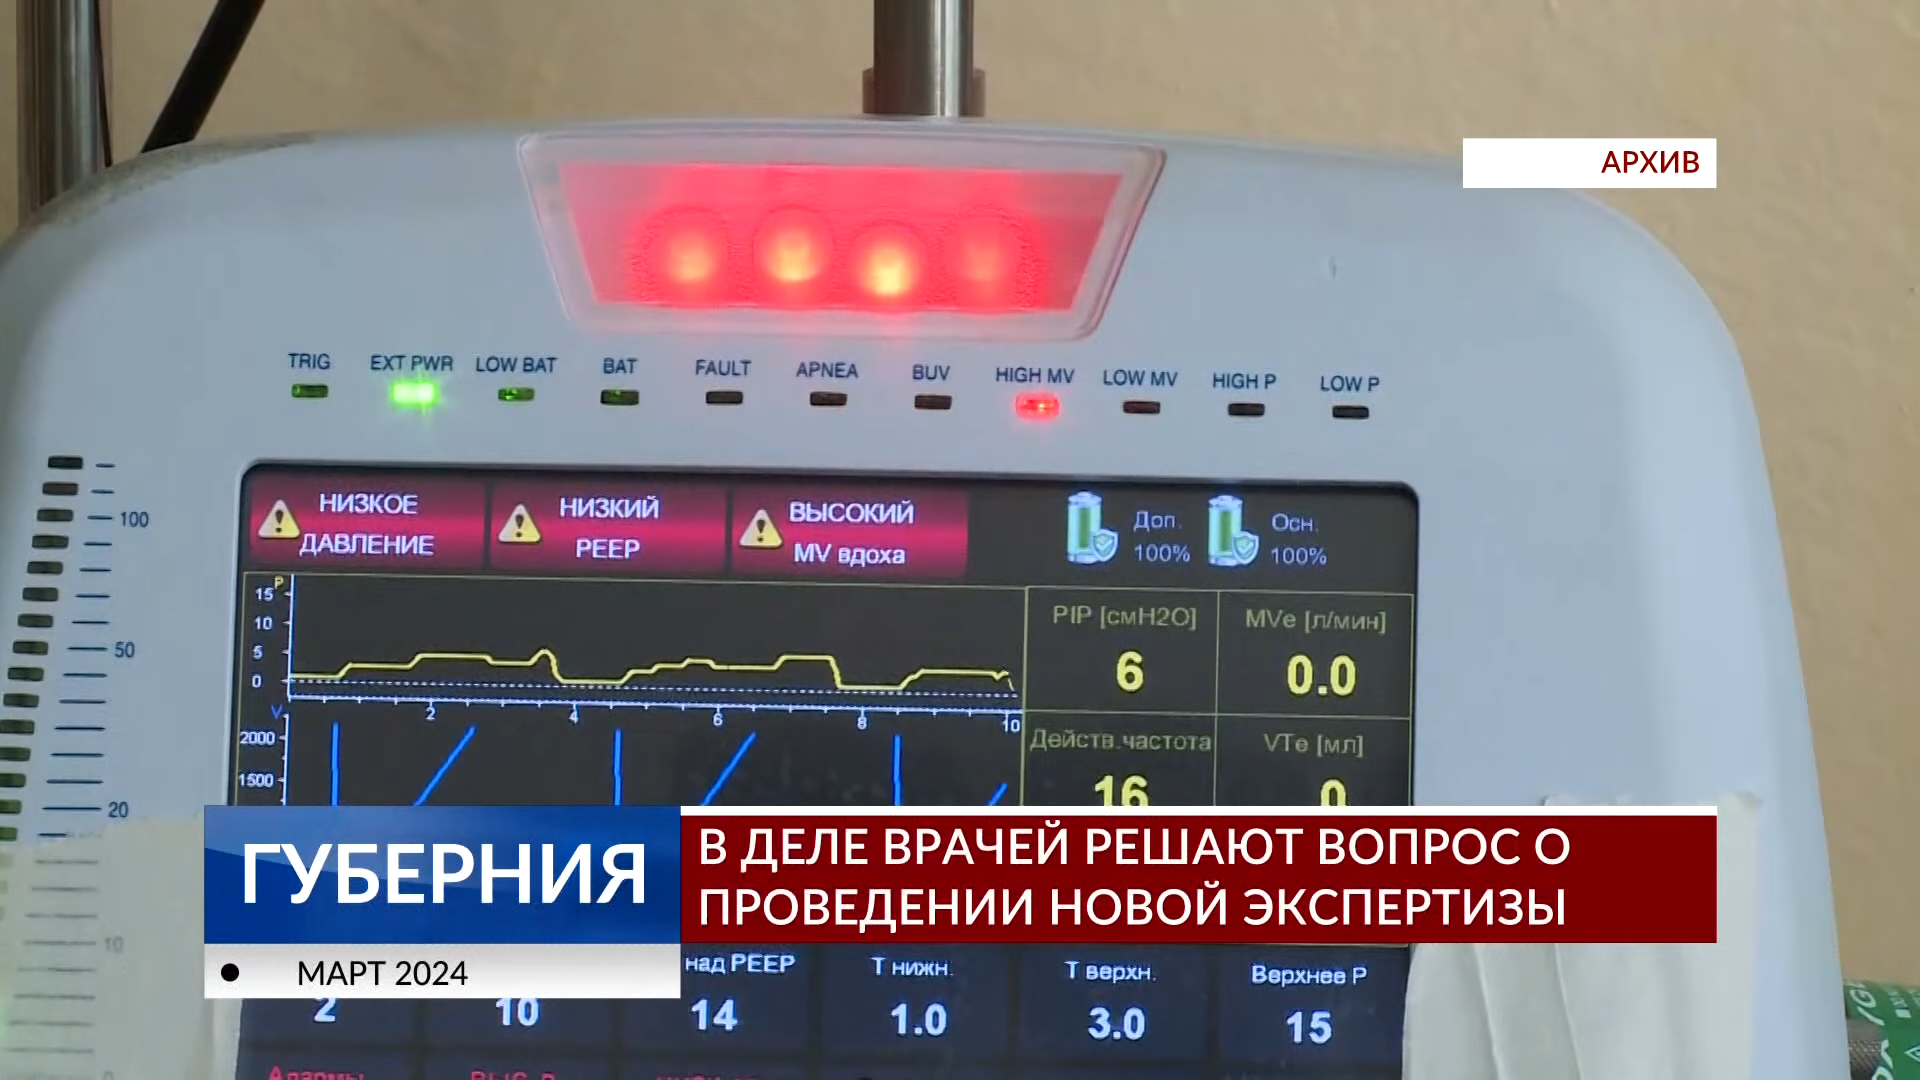 АРХИВ
TRIG EXT PWR LOW BAT BAT FAULT APNEA BUV HIGH MV LOW MV HIGH P LOW P
100
50
20
10
0
НИЗКОЕ
ДАВЛЕНИЕ
НИЗКИЙ
PEEP
ВЫСОКИЙ
MV вдоха
Доп.
100%
Осн.
100%
P
15
10
5
0
2 4 6 8 10
V
2000
1500
PIP [смH2O]
6
MVe [л/мин]
0.0
Действ.частота
16
VTe [мл]
0
ГУБЕРНИЯ
В ДЕЛЕ ВРАЧЕЙ РЕШАЮТ ВОПРОС О
ПРОВЕДЕНИИ НОВОЙ ЭКСПЕРТИЗЫ
МАРТ 2024
над PEEP Т нижн. Т верхн. Верхнее P
2 10 14 1.0 3.0 15
Алармы